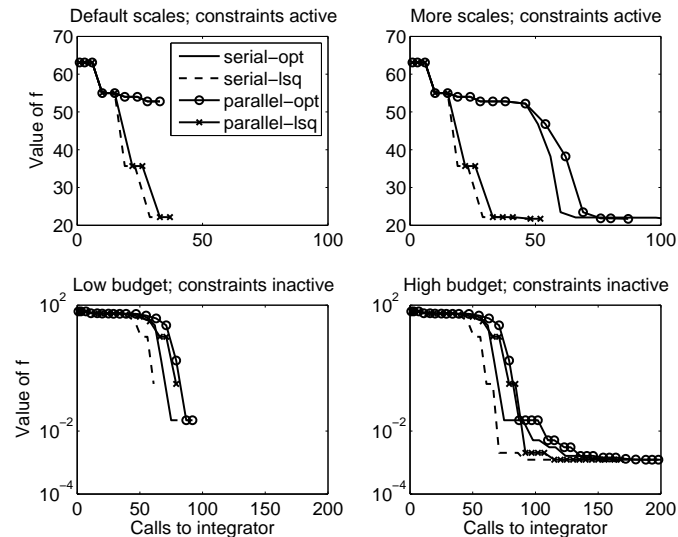 Default scales; constraints active
More scales; constraints active
Value of f
70
60
50
40
30
20
0
50
100
serial−opt
serial−lsq
parallel−opt
parallel−lsq
70
60
50
40
30
20
0
50
100
Low budget; constraints inactive
High budget; constraints inactive
Value of f
10^2
10^−2
10^−4
0
50
100
150
200
Calls to integrator
10^2
10^−2
10^−4
0
50
100
150
200
Calls to integrator